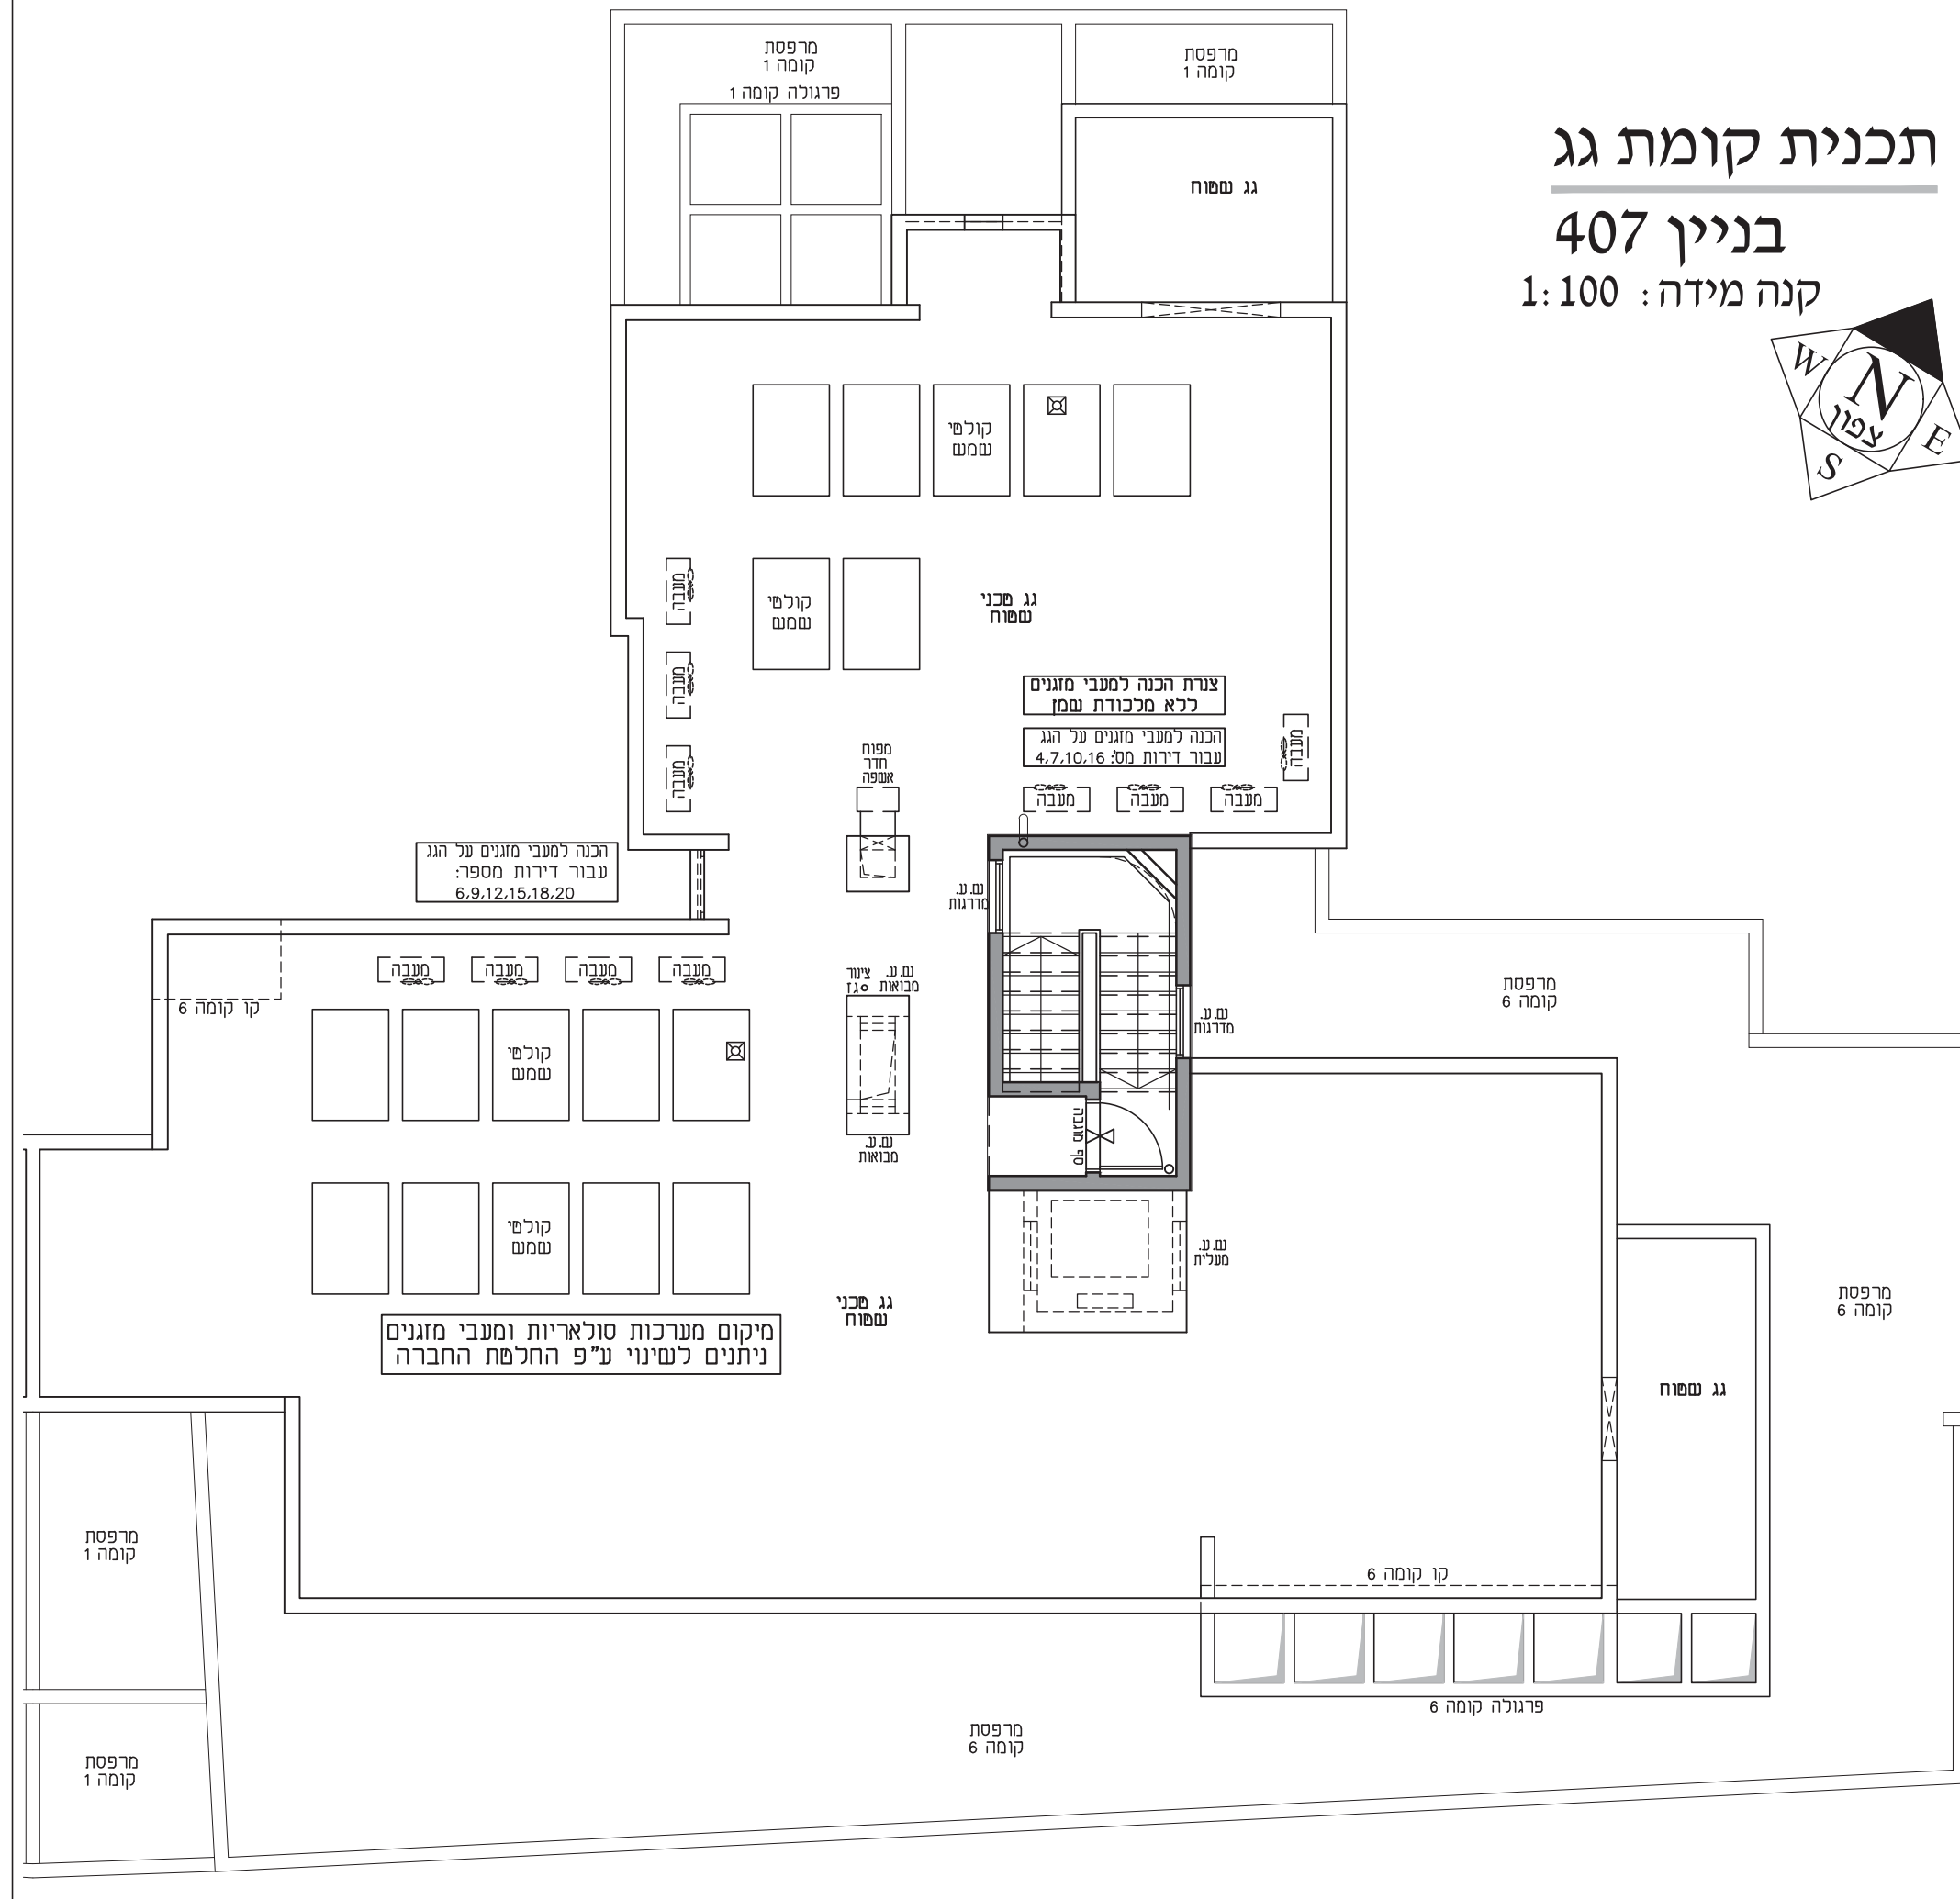 תכנית קומת גג
בניין 407
קנה מידה: 1:100
N
צפון
W
E
S
מרפסת
קומה 1
פרגולה קומה 1
מרפסת
קומה 1
גג שטוח
קולטי
שמש
קולטי
שמש
גג טכני
שטוח
צנרת הכנה למעבי מזגנים
ללא מלכודת שמן
הכנה למעבי מזגנים על הגג
עבור דירות מס': 4,7,10,16
מעבה
מעבה
מעבה
מעבה
מעבה
מעבה
מעבה
מפוח
חדר
אשפה
הכנה למעבי מזגנים על הגג
עבור דירות מספר:
6,9,12,15,18,20
ש.ע.
מדרגות
קו קומה 6
מעבה
מעבה
מעבה
מעבה
צינור
גז
ש.ע.
מבואות
ש.ע.
מדרגות
מרפסת
קומה 6
קולטי
שמש
ש.ע.
מבואות
סף מוגבה
קולטי
שמש
ש.ע.
מעלית
גג טכני
שטוח
מיקום מערכות סולאריות ומעבי מזגנים
ניתנים לשינוי ע"פ החלטת החברה
מרפסת
קומה 6
גג שטוח
מרפסת
קומה 1
קו קומה 6
פרגולה קומה 6
מרפסת
קומה 6
מרפסת
קומה 1